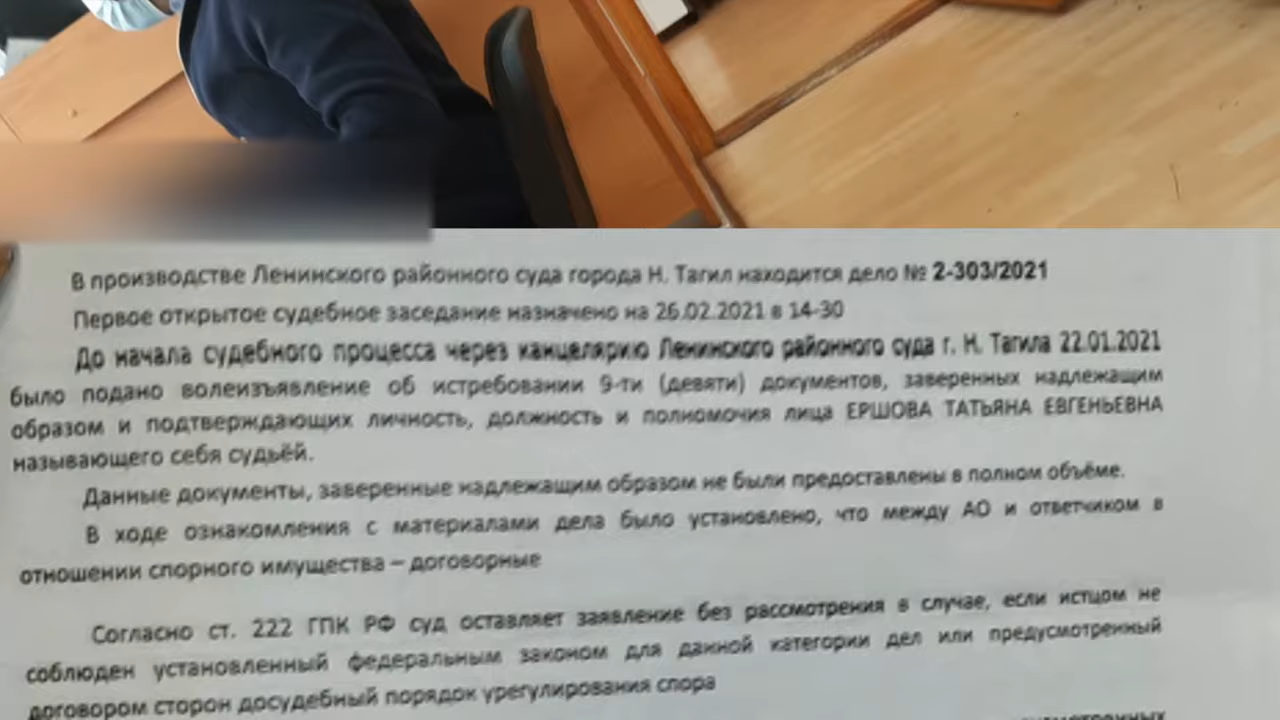 В производстве Ленинского районного суда города Н. Тагил находится дело № 2-303/2021
Первое открытое судебное заседание назначено на 26.02.2021 в 14-30
До начала судебного процесса через канцелярию Ленинского районного суда г. Н. Тагила 22.01.2021
было подано волеизъявление об истребовании 9-ти (девяти) документов, заверенных надлежащим
образом и подтверждающих личность, должность и полномочия лица ЕРШОВА ТАТЬЯНА ЕВГЕНЬЕВНА
называющего себя судьёй.
Данные документы, заверенные надлежащим образом не были предоставлены в полном объёме.
В ходе ознакомления с материалами дела было установлено, что между АО и ответчиком в
отношении спорного имущества – договорные
Согласно ст. 222 ГПК РФ суд оставляет заявление без рассмотрения в случае, если истцом не
соблюден установленный федеральным законом для данной категории дел или предусмотренный
договором сторон досудебный порядок урегулирования спора